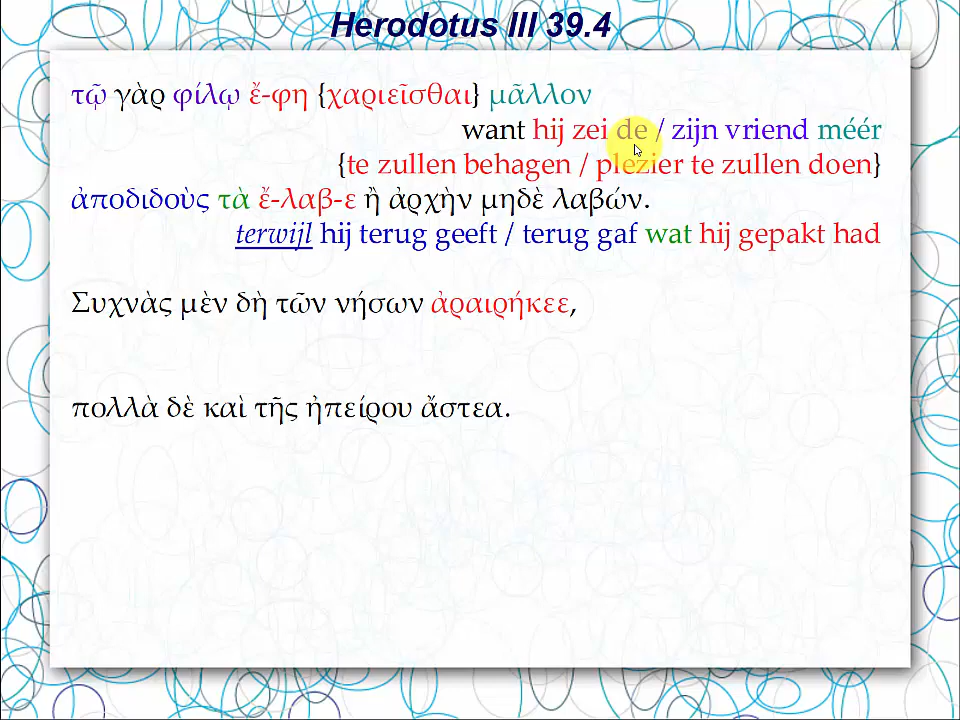 Herodotus III 39.4
τῷ γὰρ φίλῳ ἔ-φη {χαριεῖσθαι} μᾶλλον
want hij zei de / zijn vriend méér
{te zullen behagen / plezier te zullen doen}
ἀποδιδοὺς τὰ ἔ-λαβ-ε ἢ ἀρχὴν μηδὲ λαβών.
terwijl hij terug geeft / terug gaf wat hij gepakt had
Συχνὰς μὲν δὴ τῶν νήσων ἀραιρήκεε,
πολλὰ δὲ καὶ τῆς ἠπείρου ἄστεα.